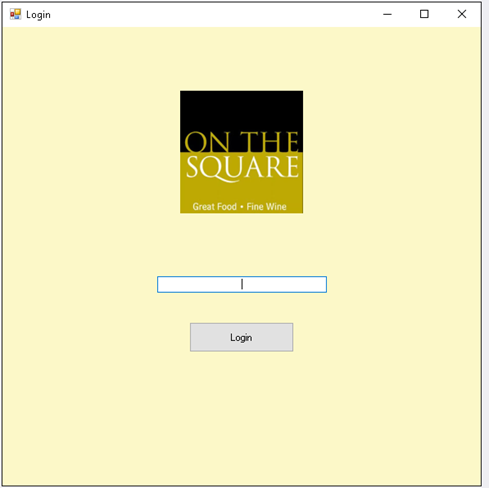 Login
ON THE
SQUARE
Great Food • Fine Wine
Login